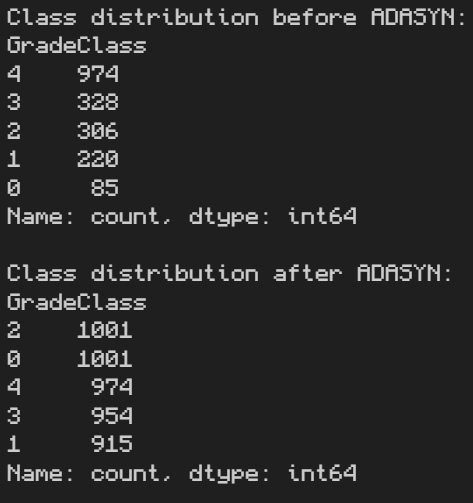 Class distribution before ADASYN:
GradeClass
4    974
3    328
2    306
1    220
0     85
Name: count, dtype: int64

Class distribution after ADASYN:
GradeClass
2    1001
0    1001
4     974
3     954
1     915
Name: count, dtype: int64